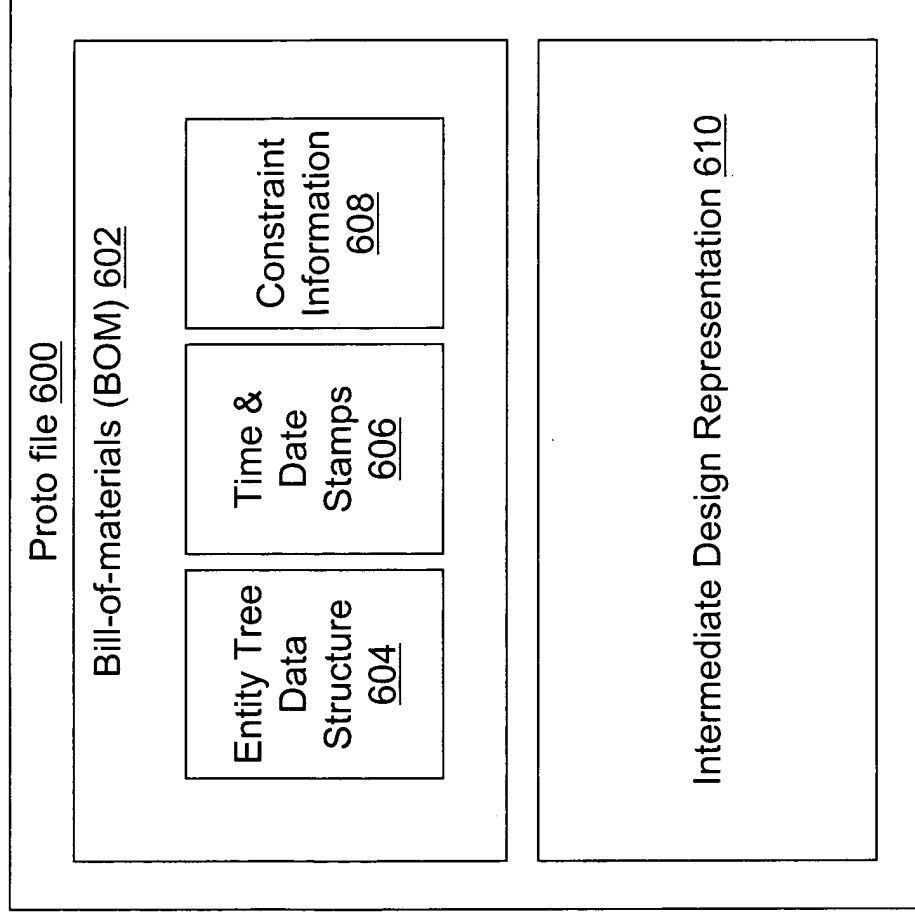 Proto file 600
Bill-of-materials (BOM) 602
Entity Tree
Data
Structure
604
Time &
Date
Stamps
606
Constraint
Information
608
Intermediate Design Representation 610